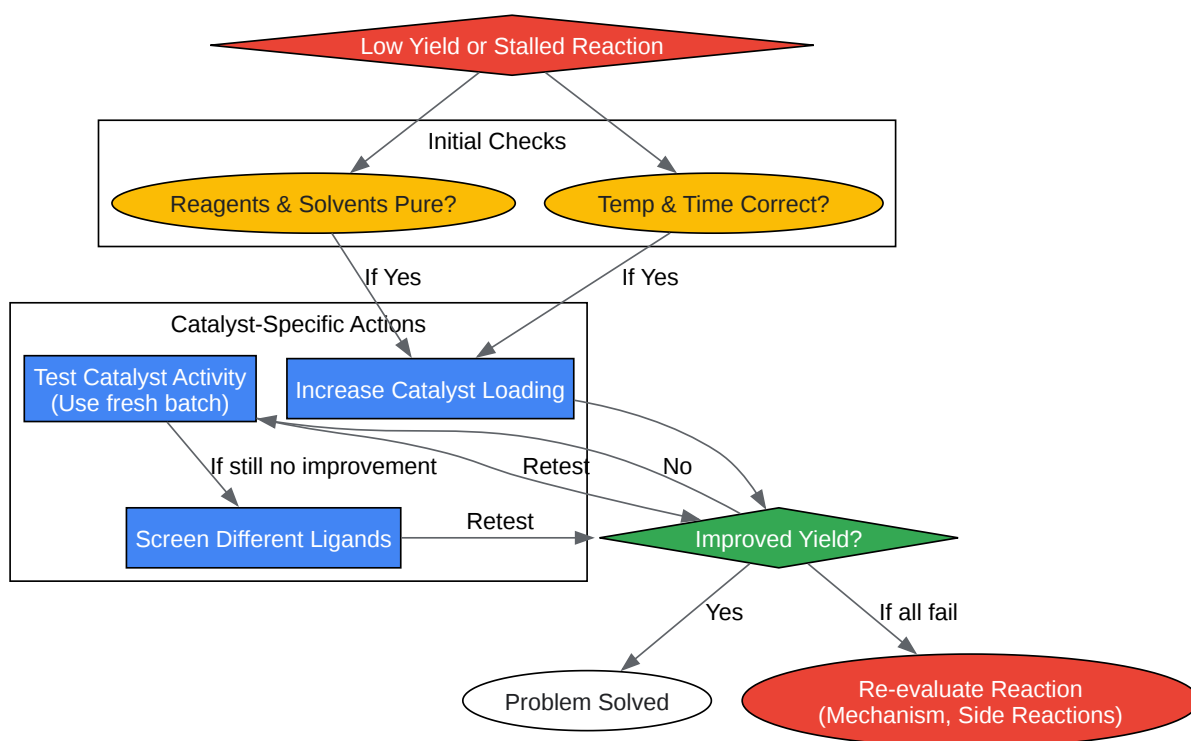 Low Yield or Stalled Reaction
Initial Checks
Reagents & Solvents Pure?
Temp & Time Correct?
If Yes
If Yes
Catalyst-Specific Actions
Test Catalyst Activity
(Use fresh batch)
Increase Catalyst Loading
If still no improvement
Retest
No
Screen Different Ligands
Retest
Improved Yield?
Yes
If all fail
Problem Solved
Re-evaluate Reaction
(Mechanism, Side Reactions)